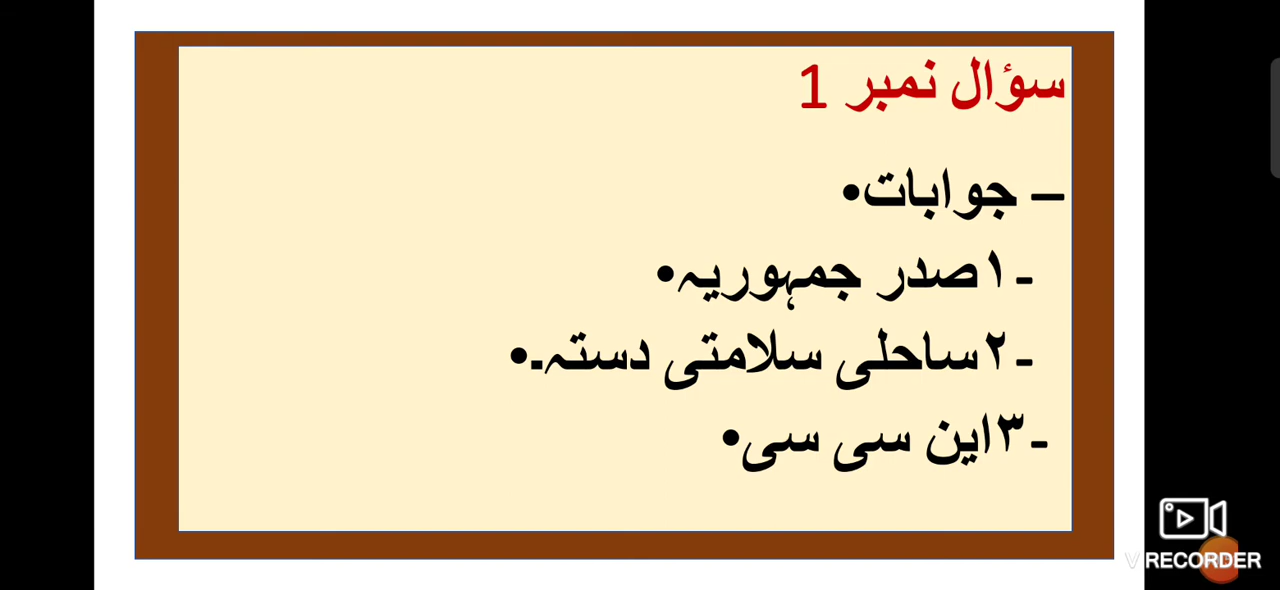 سؤال نمبر 1
– جوابات•
۔۱صدر جمہوریہ•
۔۲ساحلی سلامتی دستہ۔•
۔۳این سی سی•
V RECORDER